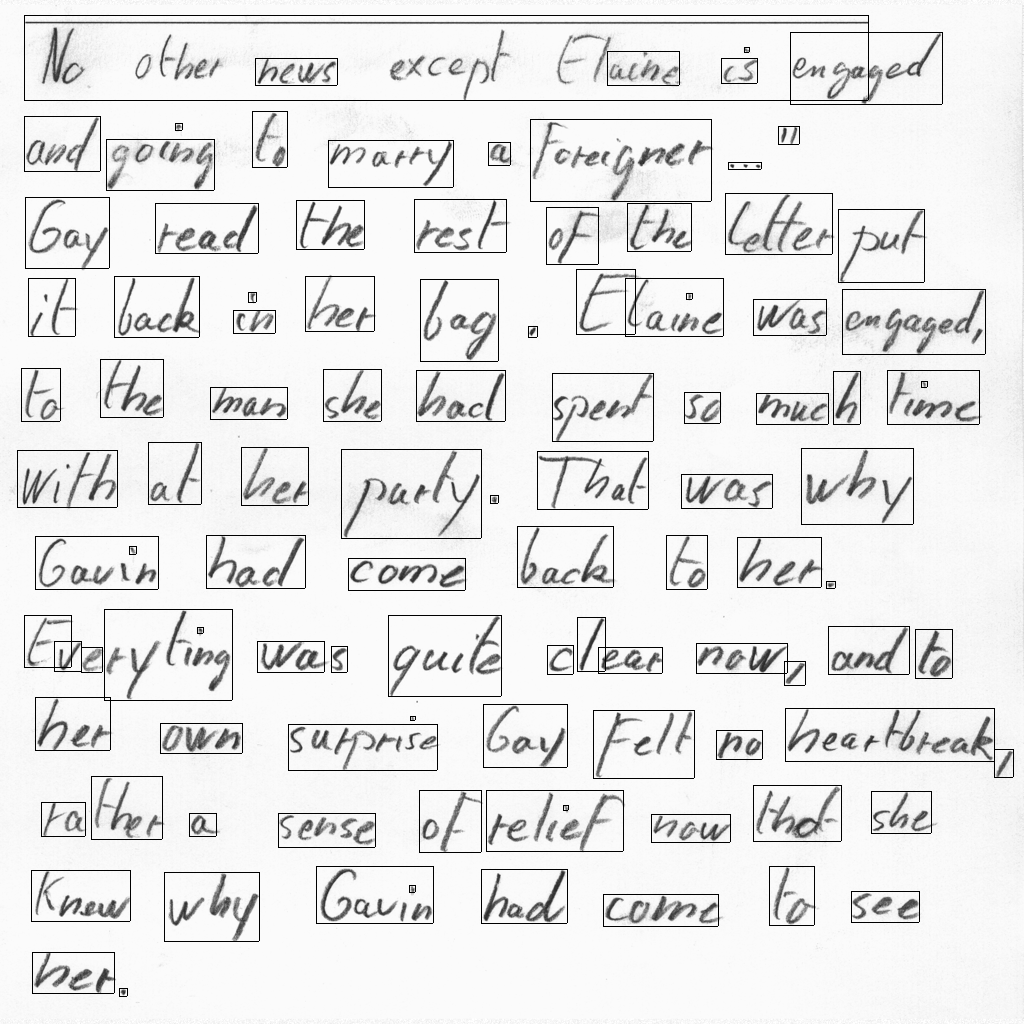 No other news except Elaine is engaged
and going to marry a Foreigner ...."
Gay read the rest of the letter put
it back in her bag. Elaine was engaged,
to the man she had spent so much time
with at her party. That was why
Gavin had come back to her.
Everyting was quite clear now, and to
her own surprise Gay Felt no heartbreak,
rather a sense of relief now that she
Knew why Gavin had come to see
her.